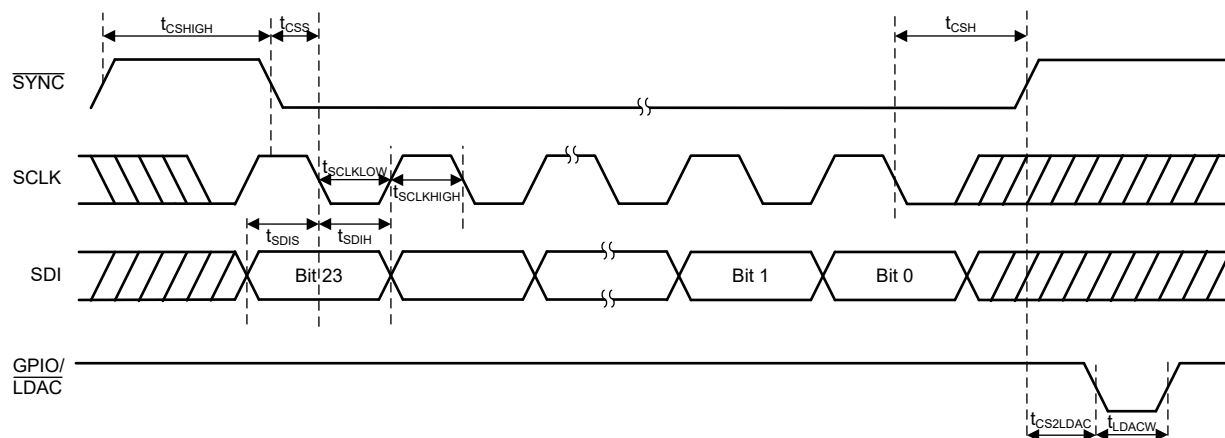 tCSHIGH tCSS tCSH
SYNC
SCLK tSCLKLOW tSCLKHIGH
tSDIS tSDIH
SDI Bit 23 Bit 1 Bit 0
GPIO/
LDAC
tCS2LDAC tLDACW